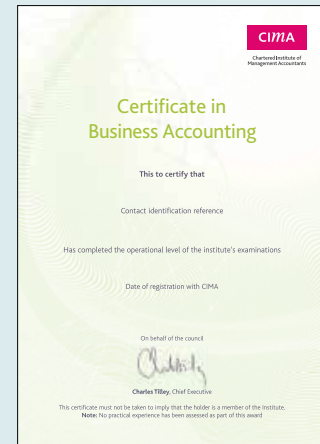 CIMA
Chartered Institute of
Management Accountants
Certificate in
Business Accounting
This to certify that
Contact identification reference
Has completed the operational level of the institute's examinations
Date of registration with CIMA
On behalf of the council
Charles Tilley, Chief Executive
This certificate must not be taken to imply that the holder is a member of the Institute.
Note: No practical experience has been assessed as part of this award